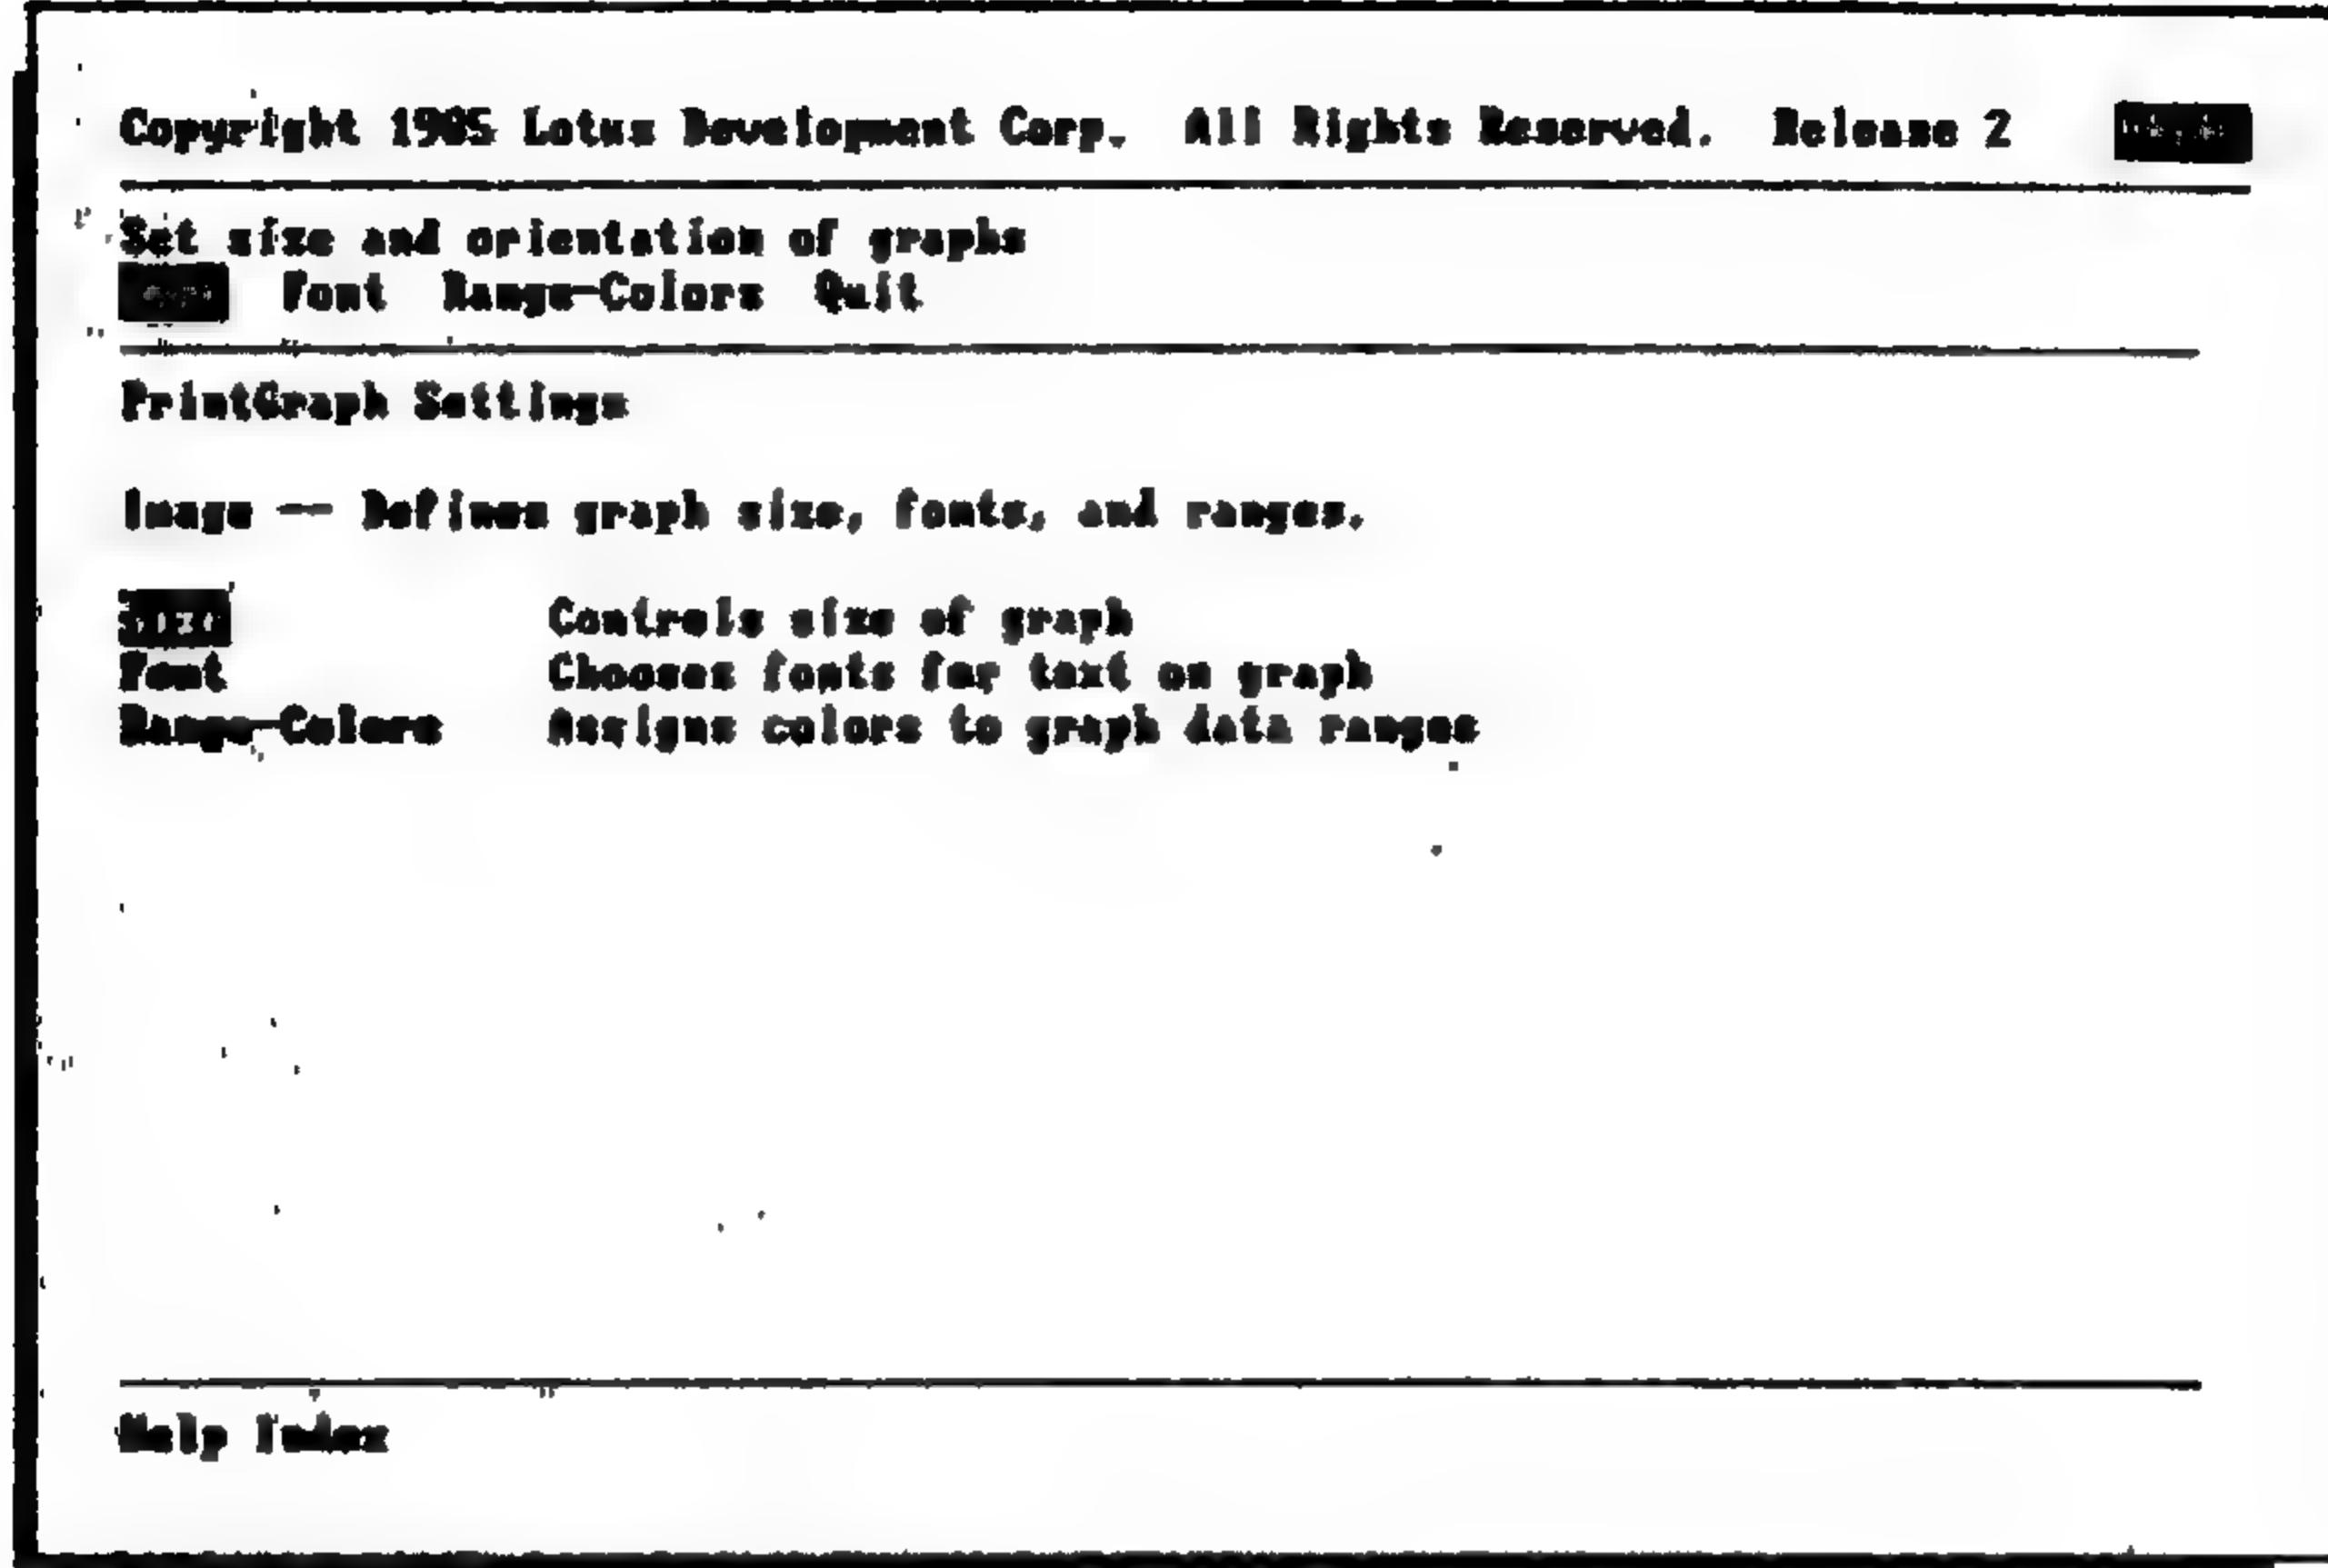 Copyright 1985 Lotus Development Corp.  All Rights Reserved.  Release 2
Set size and orientation of graphs
Font  Range-Colors  Quit
PrintGraph Settings
Image -- Defines graph size, fonts, and ranges.
Size  Controls size of graph
Font  Chooses fonts for text on graph
Range-Colors  Assigns colors to graph data ranges
Help Index